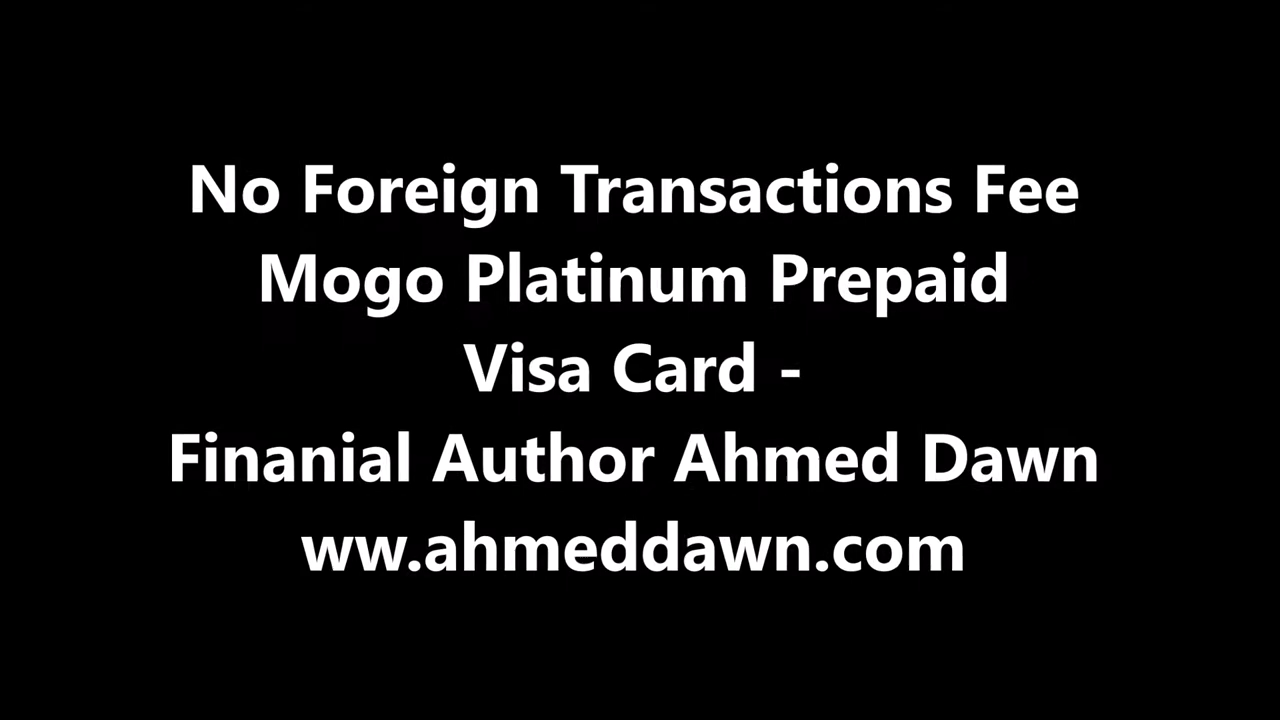 No Foreign Transactions Fee
Mogo Platinum Prepaid
Visa Card -
Finanial Author Ahmed Dawn
ww.ahmeddawn.com